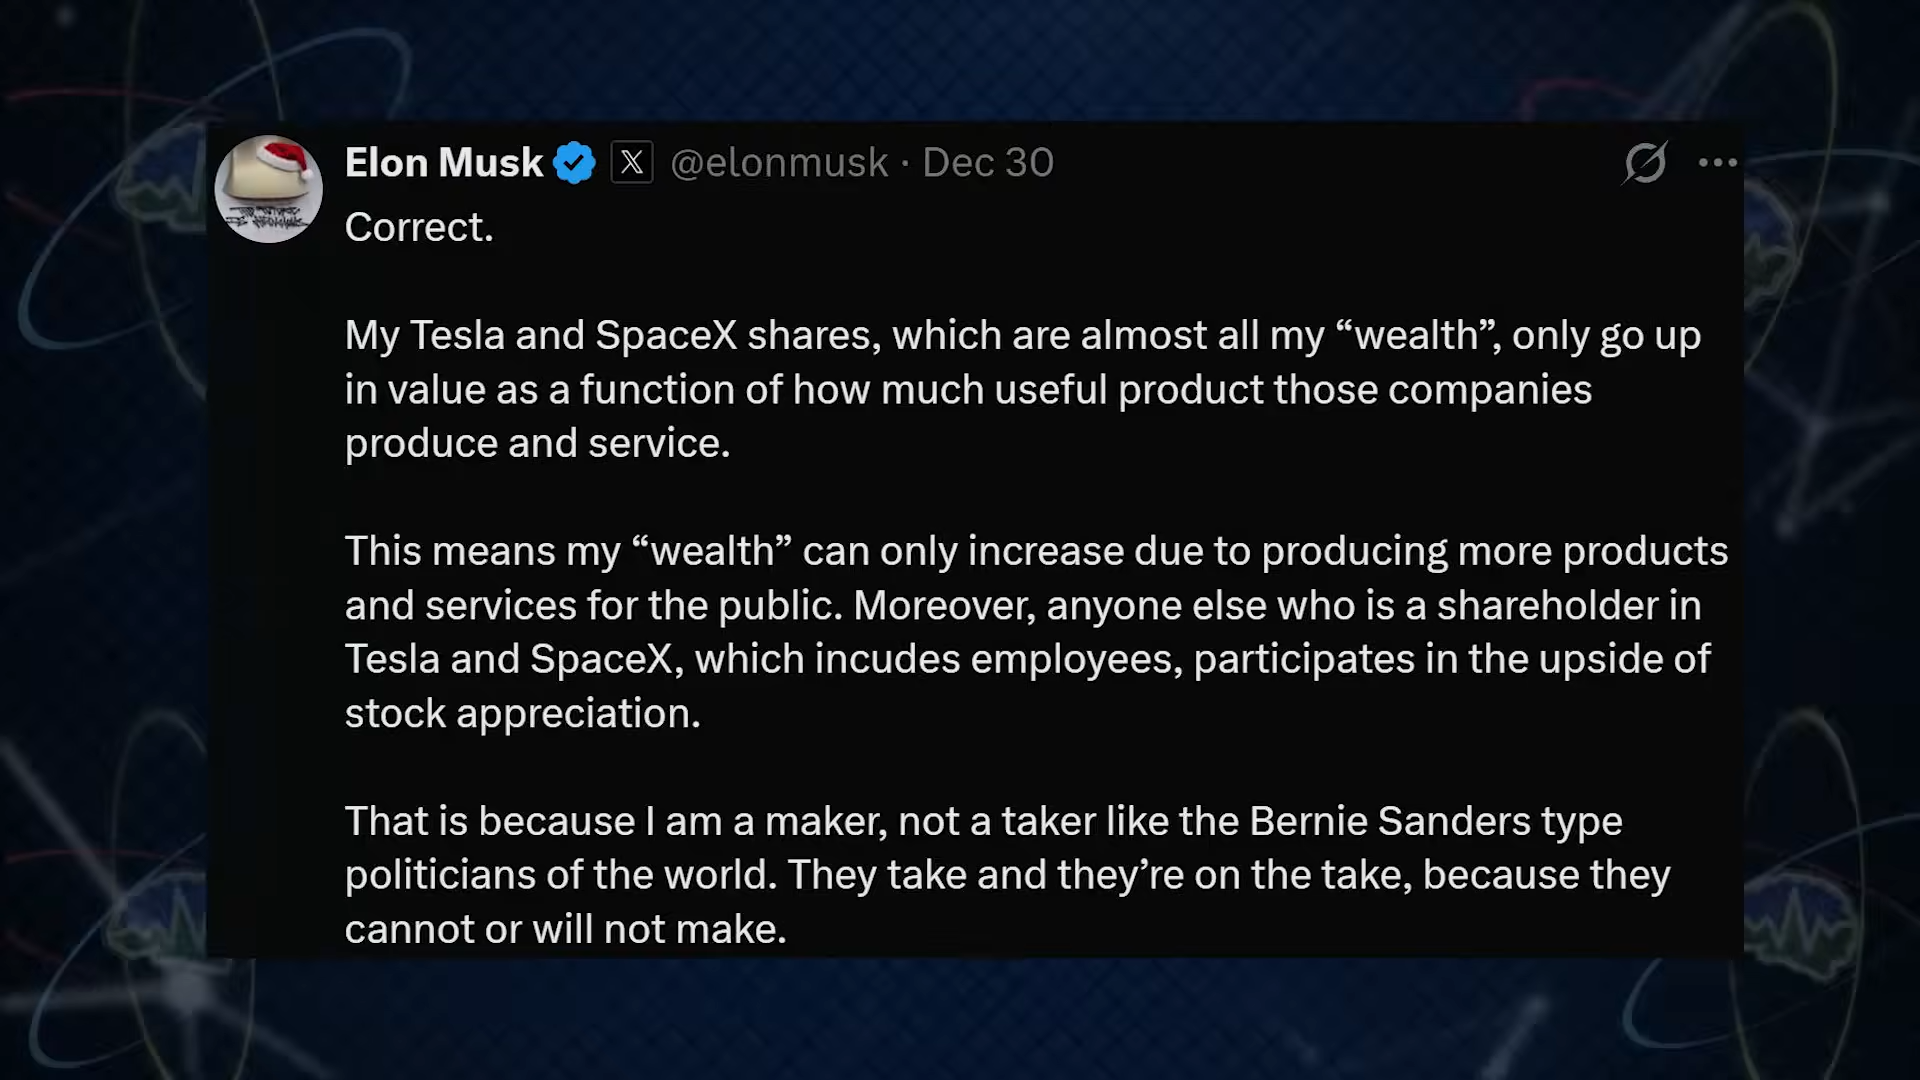 Elon Musk @elonmusk · Dec 30
Correct.
My Tesla and SpaceX shares, which are almost all my “wealth”, only go up
in value as a function of how much useful product those companies
produce and service.
This means my “wealth” can only increase due to producing more products
and services for the public. Moreover, anyone else who is a shareholder in
Tesla and SpaceX, which incudes employees, participates in the upside of
stock appreciation.
That is because I am a maker, not a taker like the Bernie Sanders type
politicians of the world. They take and they’re on the take, because they
cannot or will not make.